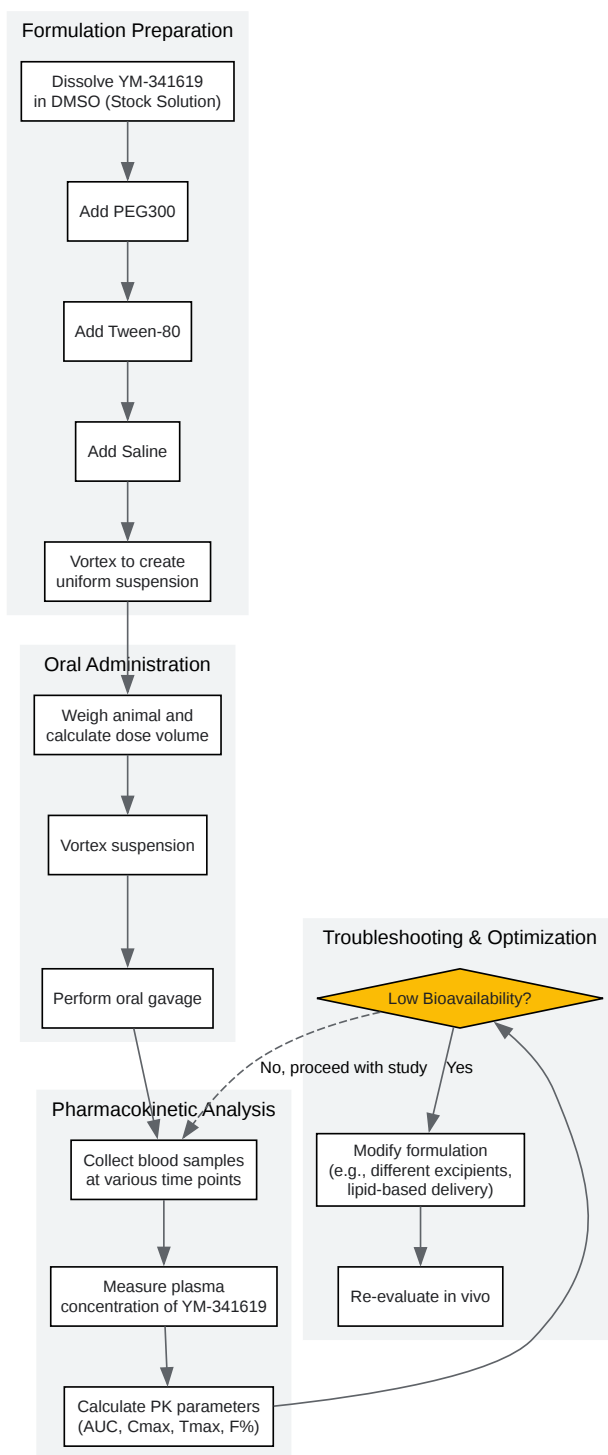 Formulation Preparation
Dissolve YM-341619
in DMSO (Stock Solution)
Add PEG300
Add Tween-80
Add Saline
Vortex to create
uniform suspension
Oral Administration
Weigh animal and
calculate dose volume
Vortex suspension
Perform oral gavage
Troubleshooting & Optimization
Low Bioavailability?
No, proceed with study
Yes
Modify formulation
(e.g., different excipients,
lipid-based delivery)
Re-evaluate in vivo
Pharmacokinetic Analysis
Collect blood samples
at various time points
Measure plasma
concentration of YM-341619
Calculate PK parameters
(AUC, Cmax, Tmax, F%)